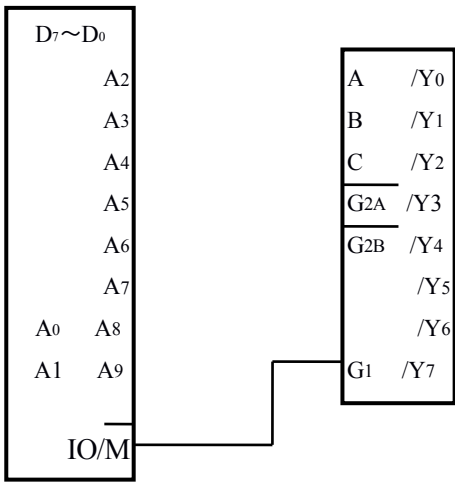 D7~D0
A2
A3
A4
A5
A6
A7
A0 A8
A1 A9
IO/M
A /Y0
B /Y1
C /Y2
G2A /Y3
G2B /Y4
/Y5
/Y6
G1 /Y7